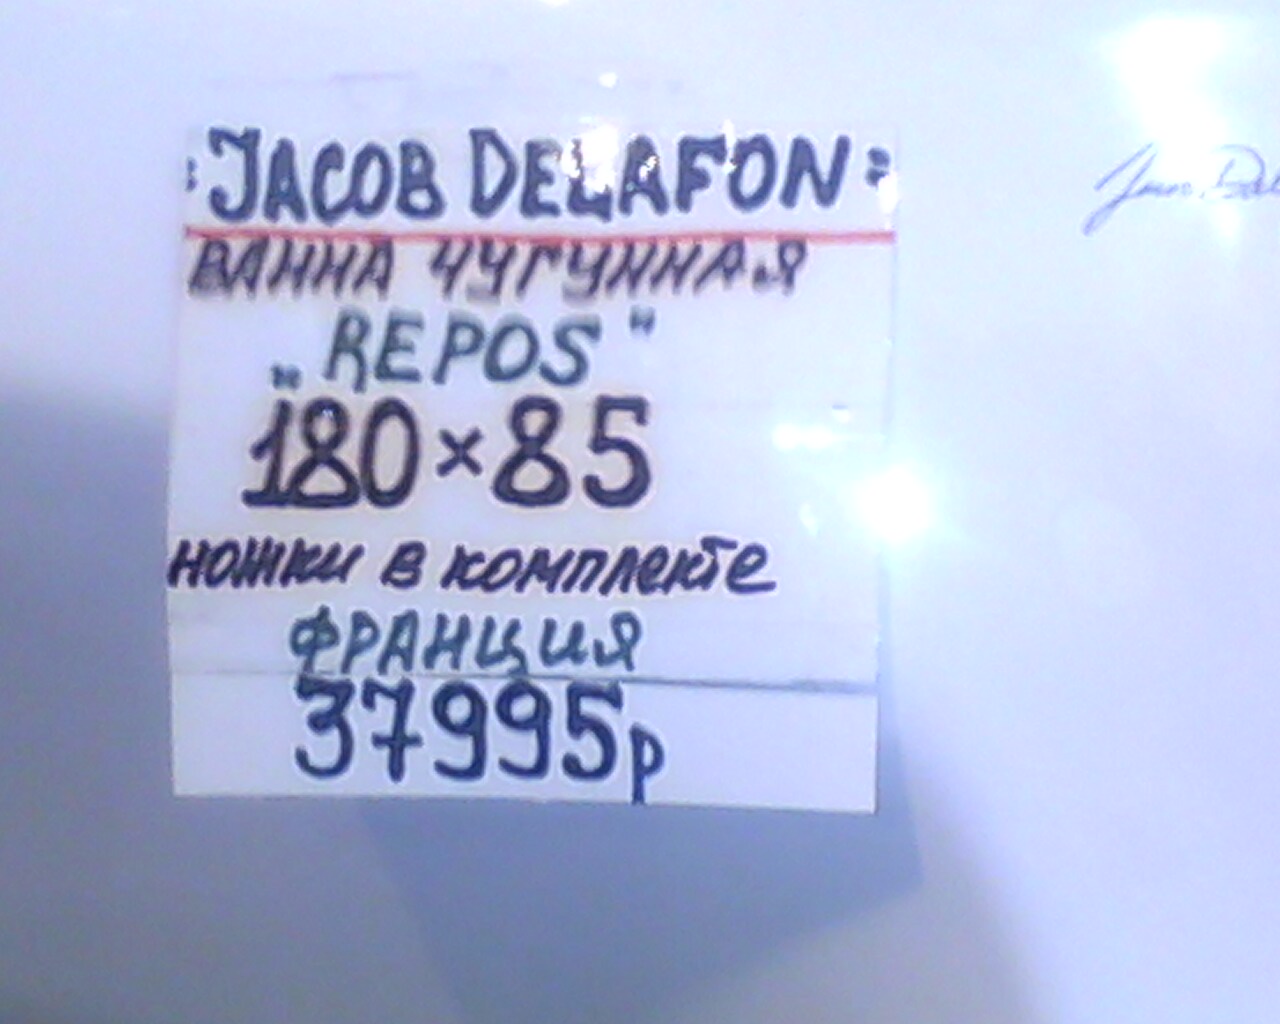 "JACOB DELAFON"
ВАННА ЧУГУННАЯ
„REPOS"
180×85
ножки в комплекте
ФРАНЦИЯ
37995р